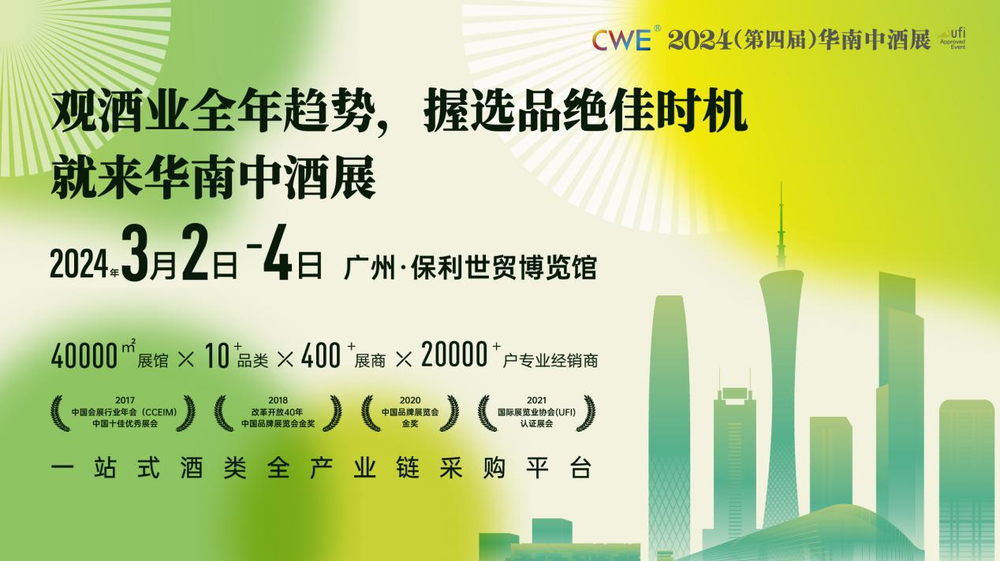 CWE® 2024(第四届)华南中酒展 ufi Approved Event
观酒业全年趋势，握选品绝佳时机
就来华南中酒展
2024年3月2日-4日 广州·保利世贸博览馆
40000㎡展馆 × 10+品类 × 400+展商 × 20000+户专业经销商
2017
中国会展行业年会（CCEIM）
中国十佳优秀展会
2018
改革开放40年
中国品牌展览会金奖
2020
中国品牌展览会
金奖
2021
国际展览业协会(UFI)
认证展会
一站式酒类全产业链采购平台